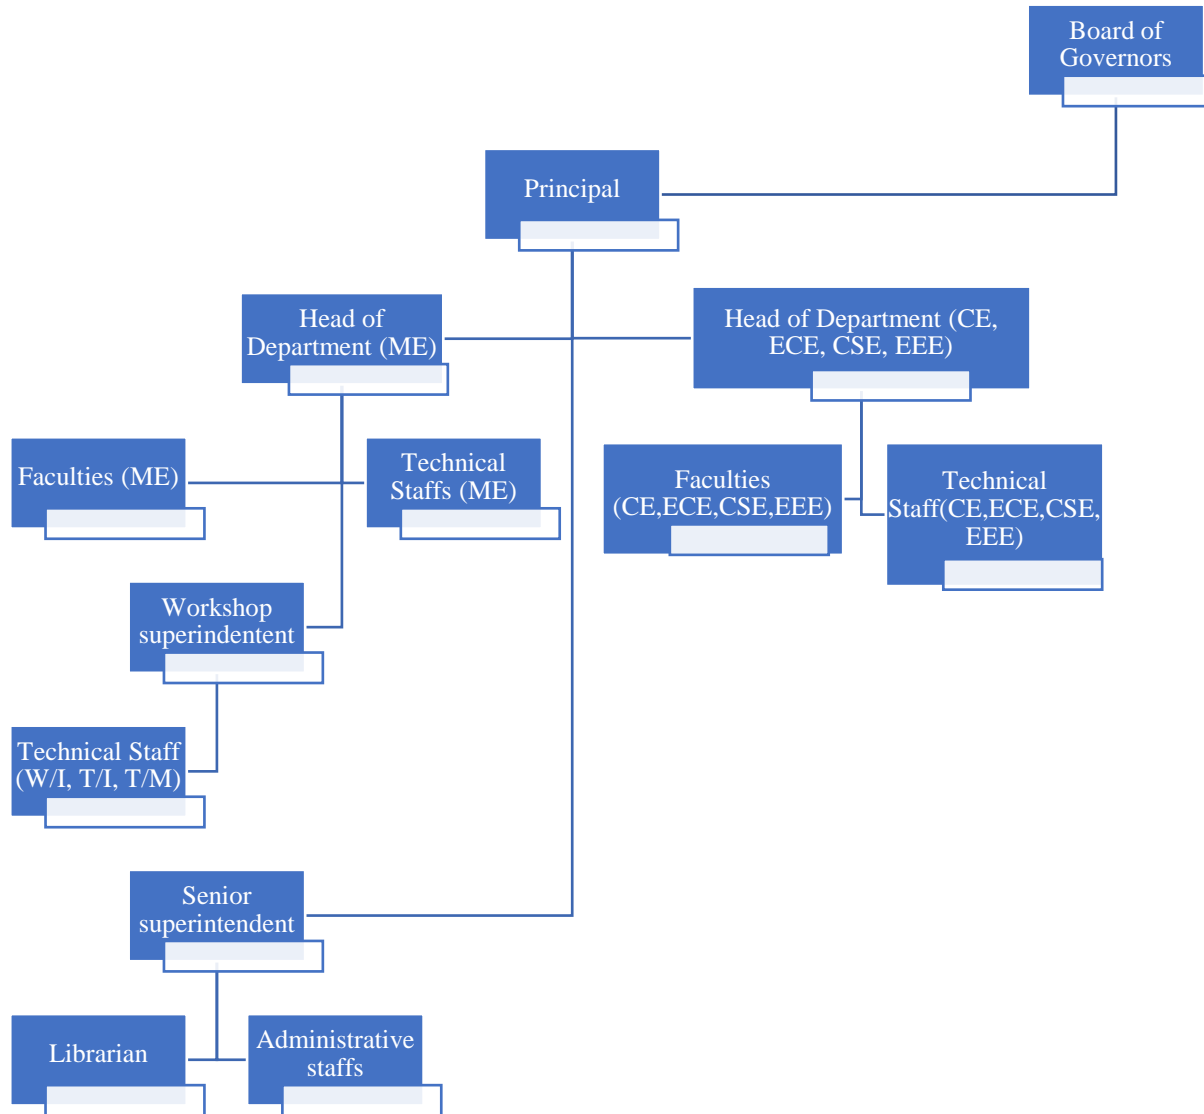 Board of
Governors
Principal
Head of
Department (ME)
Head of Department (CE,
ECE, CSE, EEE)
Faculties (ME)
Technical
Staffs (ME)
Faculties
(CE,ECE,CSE,EEE)
Technical
Staff(CE,ECE,CSE,
EEE)
Workshop
superindentent
Technical Staff
(W/I, T/I, T/M)
Senior
superintendent
Librarian
Administrative
staffs